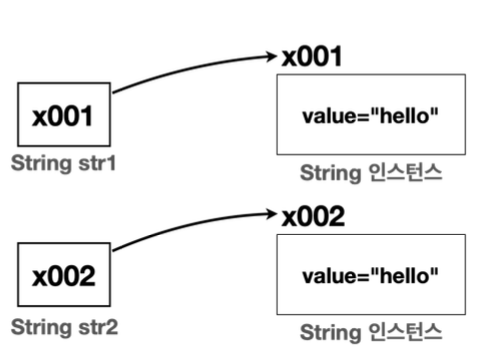 x001
x001
value="hello"
String str1
String 인스턴스
x002
x002
value="hello"
String str2
String 인스턴스